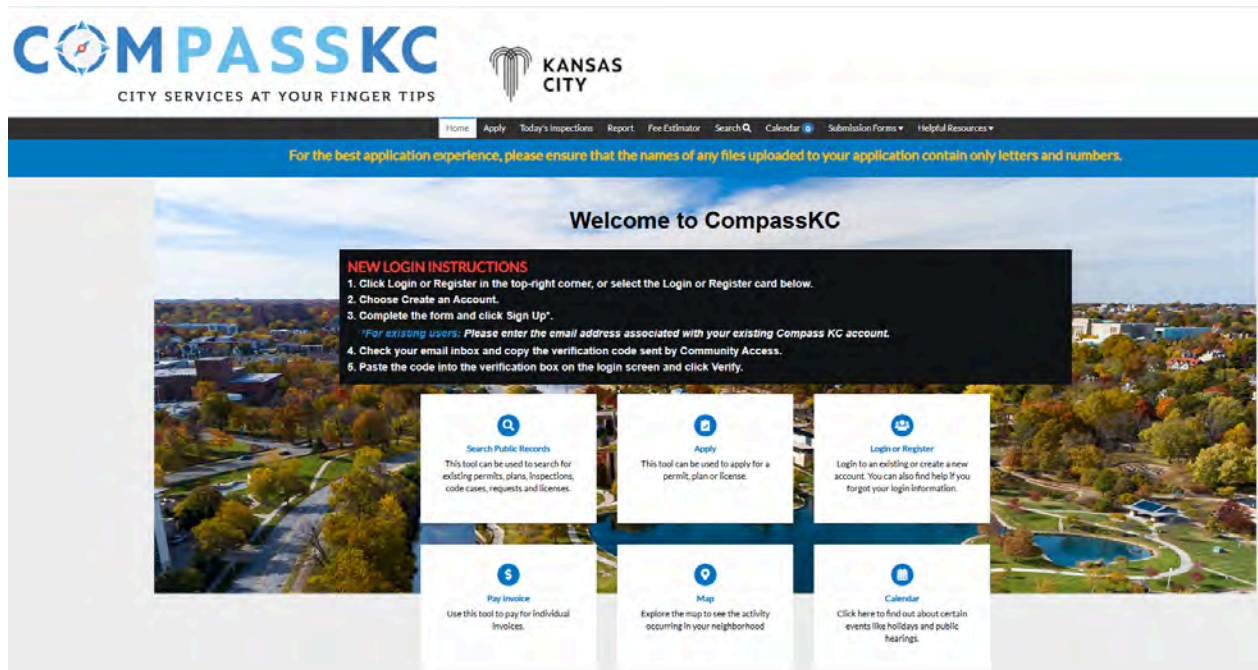 COMPASSKC
CITY SERVICES AT YOUR FINGER TIPS
KANSAS
CITY
Home Apply Today's Inspections Report Fee Estimator Search Calendar 0 Submission Forms Helpful Resources
For the best application experience, please ensure that the names of any files uploaded to your application contain only letters and numbers.
Welcome to CompassKC
NEW LOGIN INSTRUCTIONS
1. Click Login or Register in the top-right corner, or select the Login or Register card below.
2. Choose Create an Account.
3. Complete the form and click Sign Up*.
*For existing users: Please enter the email address associated with your existing Compass KC account.
4. Check your email inbox and copy the verification code sent by Community Access.
5. Paste the code into the verification box on the login screen and click Verify.
Search Public Records
This tool can be used to search for
existing permits, plans, inspections,
code cases, requests and licenses.
Apply
This tool can be used to apply for a
permit, plan or license.
Login or Register
Login to an existing or create a new
account. You can also find help if you
forgot your login information.
Pay Invoice
Use this tool to pay for individual
invoices.
Map
Explore the map to see the activity
occurring in your neighborhood
Calendar
Click here to find out about certain
events like holidays and public
hearings.